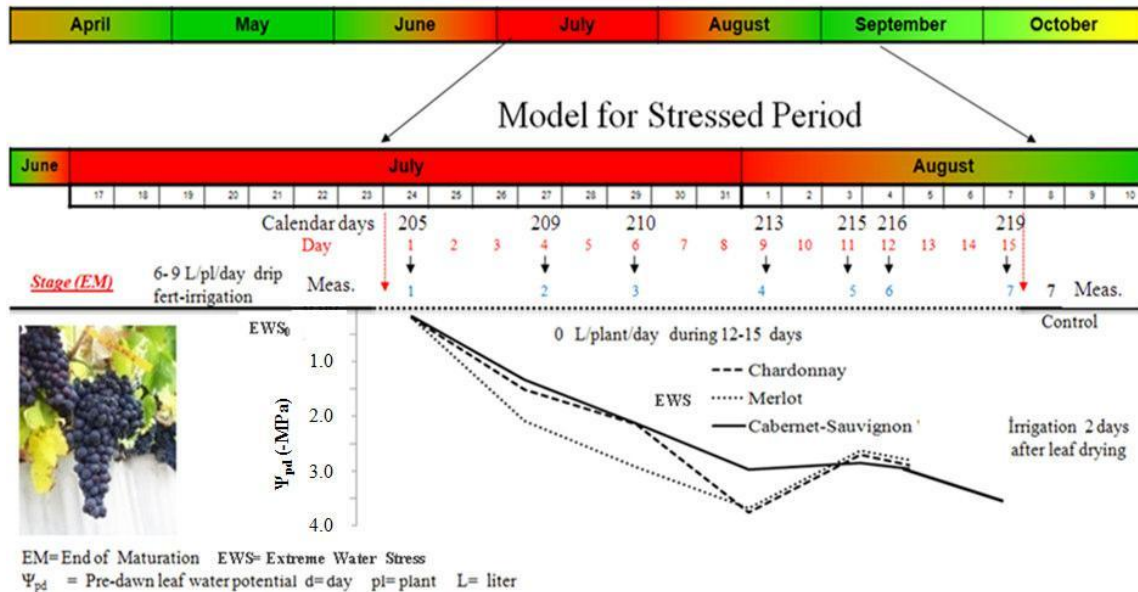 April May June July August September October
Model for Stressed Period
June July August
17 18 19 20 21 22 23 24 25 26 27 28 29 30 31 1 2 3 4 5 6 7 8 9 10
Calendar days 205 209 210 213 215 216 219
Day 1 2 3 4 5 6 7 8 9 10 11 12 13 14 15
Stage (EM) 6-9 L/pl/day drip
fert-irrigation
Meas. 1 2 3 4 5 6 7 7 Meas.
Control
EWS0 0 L/plant/day during 12-15 days
1.0
2.0
3.0
4.0
Ψpd (-MPa)
EWS
Chardonnay
Merlot
Cabernet-Sauvignon
İrrigation 2 days
after leaf drying
EM= End of Maturation EWS= Extreme Water Stress
Ψpd = Pre-dawn leaf water potential d= day pl= plant L= liter